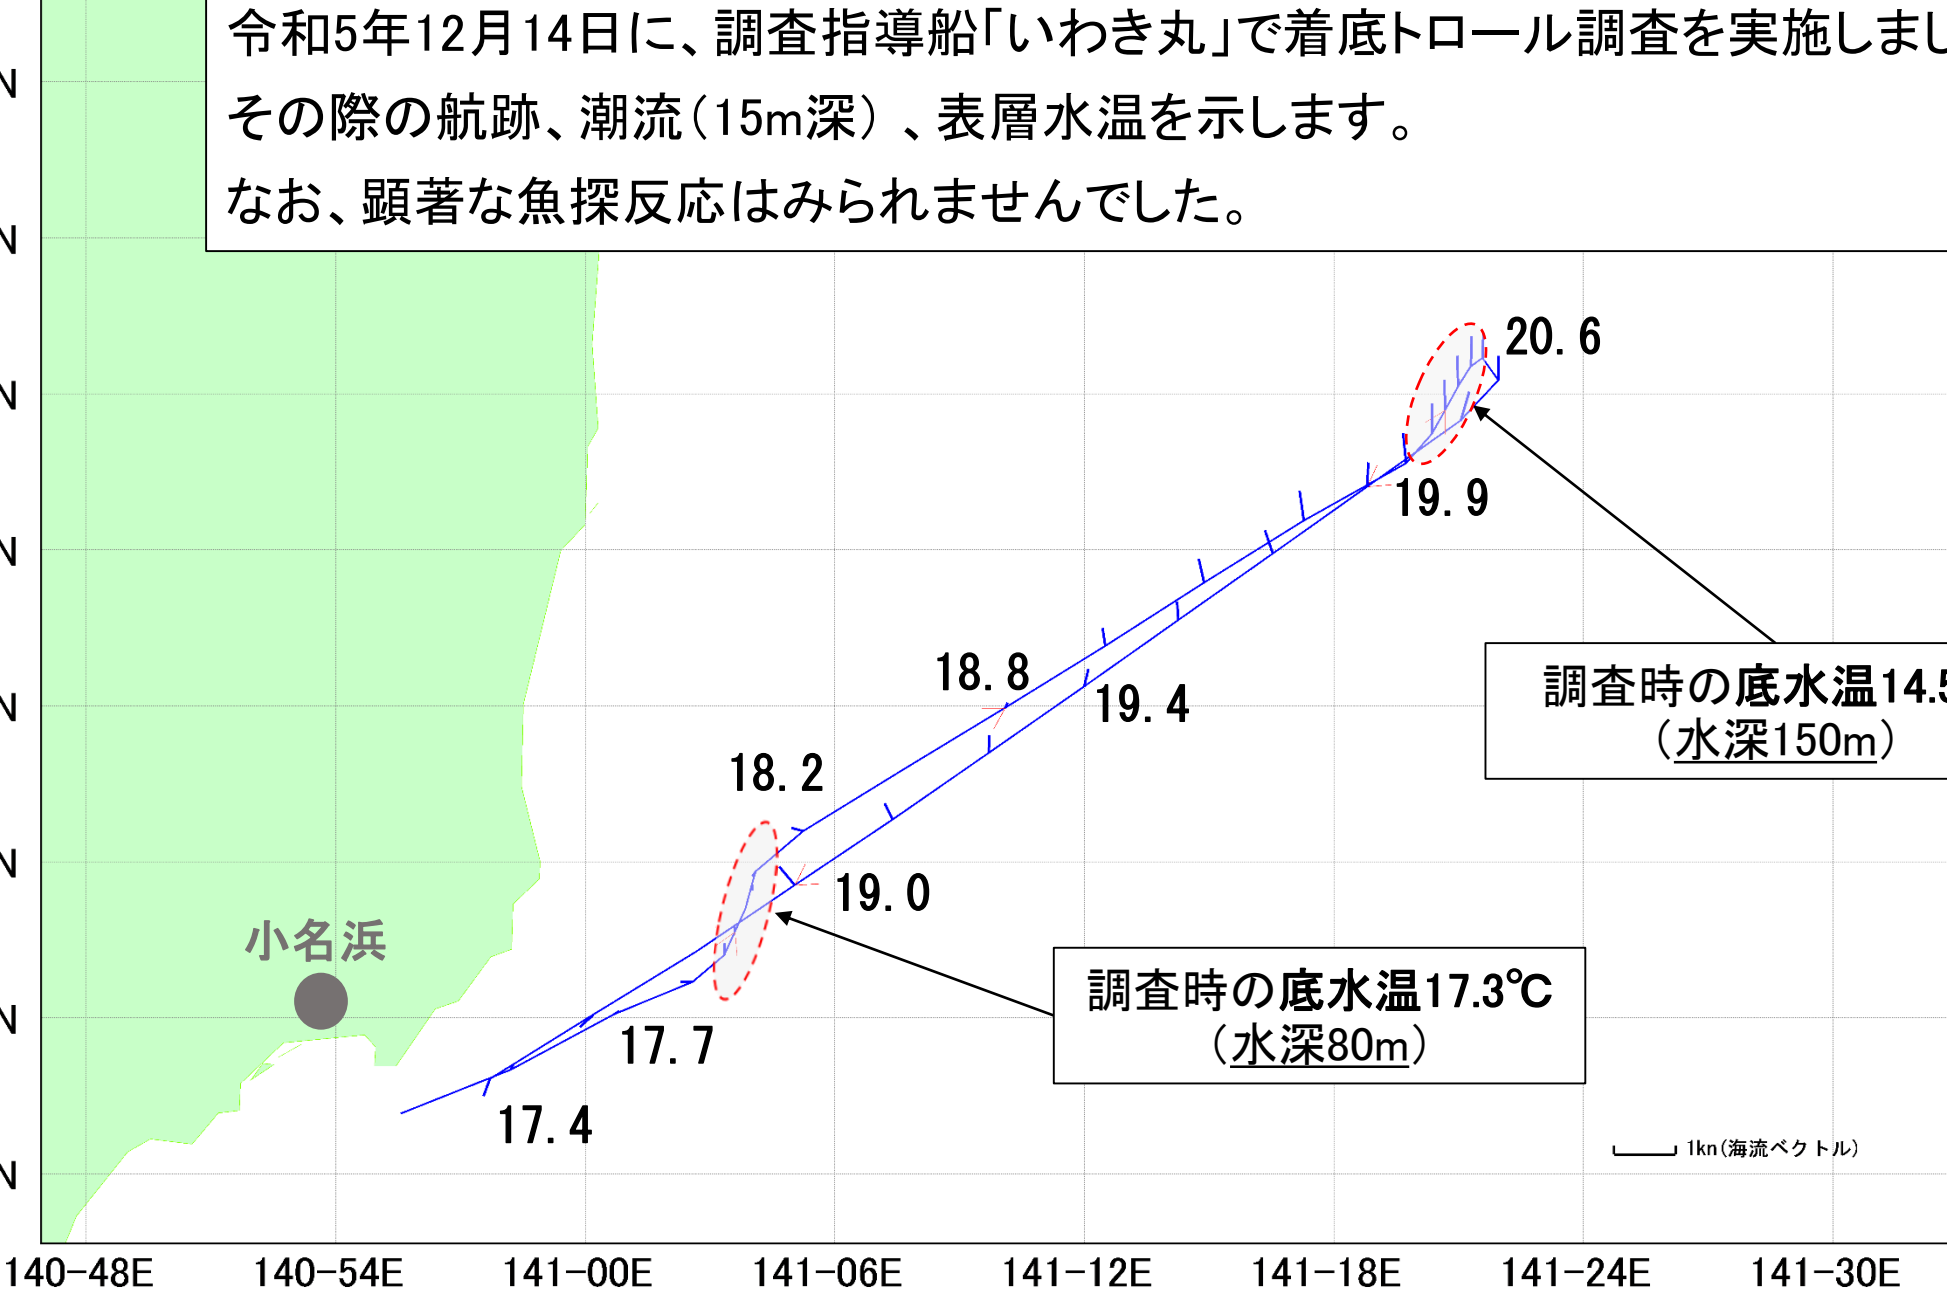 令和5年12月14日に、調査指導船「いわき丸」で着底トロール調査を実施しまし
その際の航跡、潮流（15m深）、表層水温を示します。
なお、顕著な魚探反応はみられませんでした。
N
N
N
N
N
N
N
N
20.6
19.9
18.8
19.4
調査時の底水温14.5
（水深150m）
18.2
19.0
小名浜
調査時の底水温17.3℃
（水深80m）
17.7
17.4
1kn(海流ベクトル)
140-48E 140-54E 141-00E 141-06E 141-12E 141-18E 141-24E 141-30E